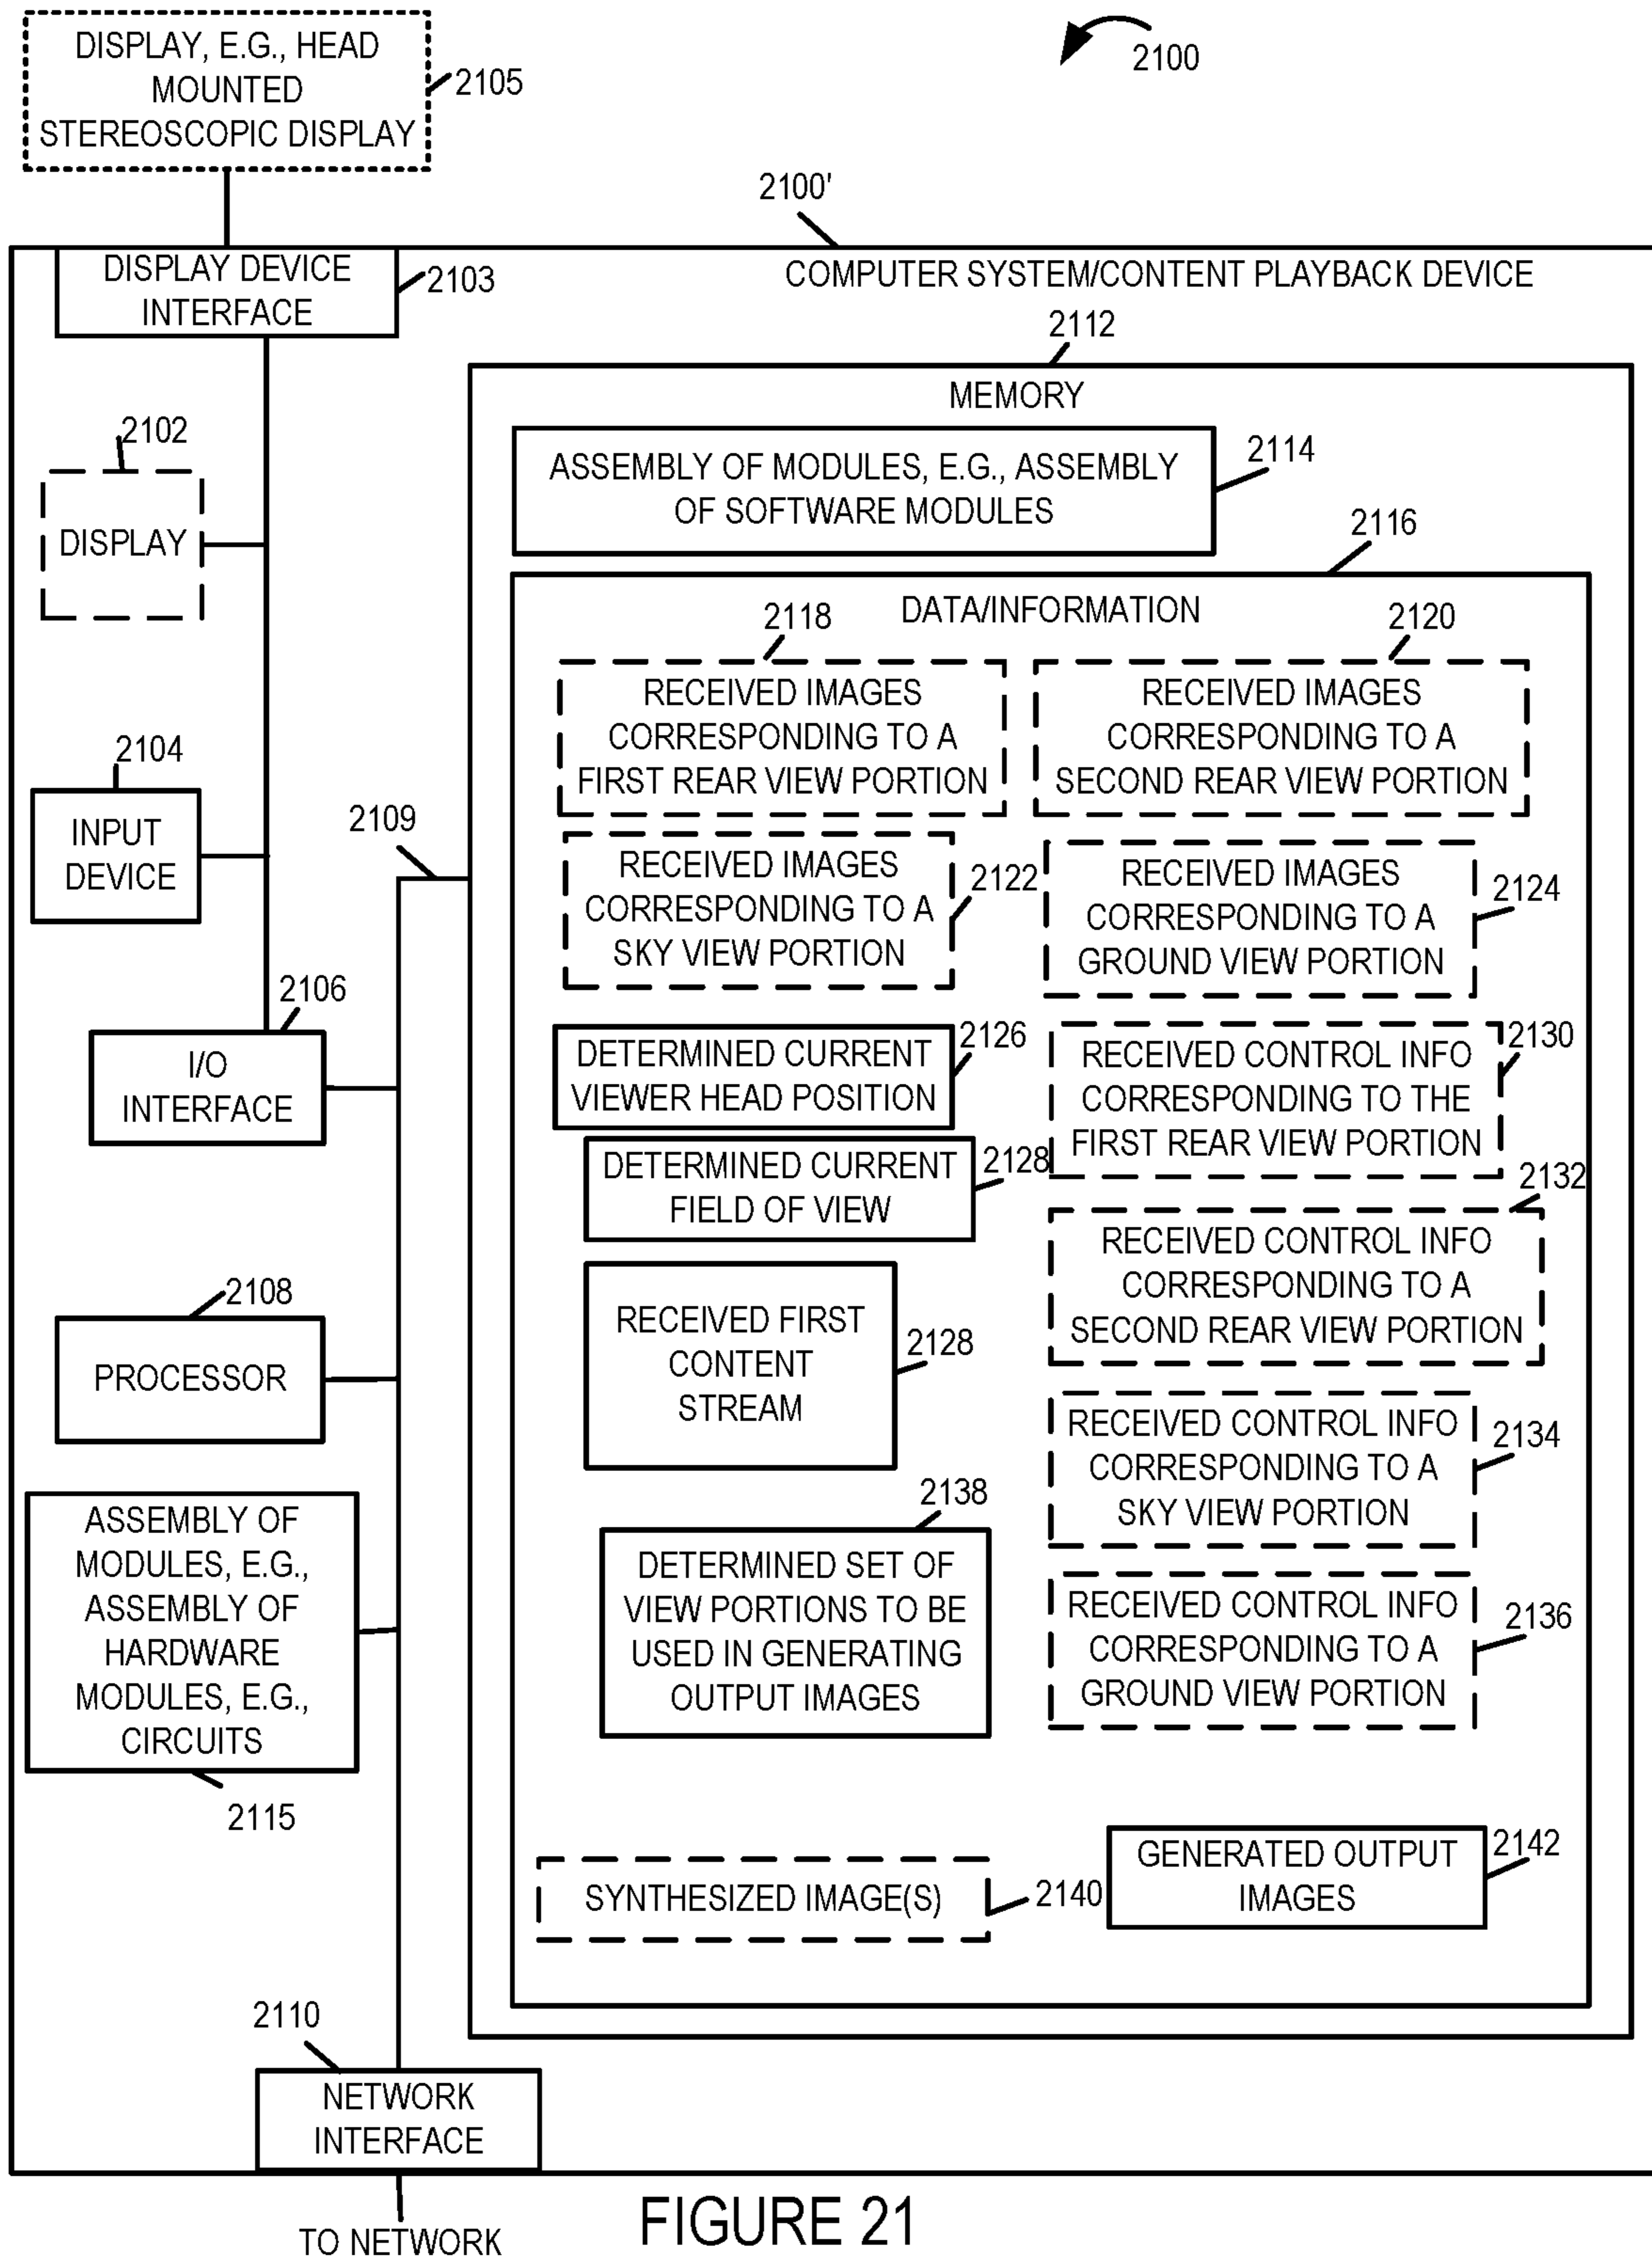 DISPLAY, E.G., HEAD
MOUNTED
STEREOSCOPIC DISPLAY
2105
2100
2100'
DISPLAY DEVICE
INTERFACE
2103
COMPUTER SYSTEM/CONTENT PLAYBACK DEVICE
2112
MEMORY
2102
DISPLAY
ASSEMBLY OF MODULES, E.G., ASSEMBLY
OF SOFTWARE MODULES
2114
2116
DATA/INFORMATION
2118
2120
RECEIVED IMAGES
CORRESPONDING TO A
FIRST REAR VIEW PORTION
RECEIVED IMAGES
CORRESPONDING TO A
SECOND REAR VIEW PORTION
2104
INPUT
DEVICE
2109
RECEIVED IMAGES
CORRESPONDING TO A
SKY VIEW PORTION
2122
RECEIVED IMAGES
CORRESPONDING TO A
GROUND VIEW PORTION
2124
2106
I/O
INTERFACE
DETERMINED CURRENT
VIEWER HEAD POSITION
2126
RECEIVED CONTROL INFO
CORRESPONDING TO THE
FIRST REAR VIEW PORTION
2130
DETERMINED CURRENT
FIELD OF VIEW
2128
2132
RECEIVED CONTROL INFO
CORRESPONDING TO A
SECOND REAR VIEW PORTION
2108
PROCESSOR
RECEIVED FIRST
CONTENT
STREAM
2128
RECEIVED CONTROL INFO
CORRESPONDING TO A
SKY VIEW PORTION
2134
ASSEMBLY OF
MODULES, E.G.,
ASSEMBLY OF
HARDWARE
MODULES, E.G.,
CIRCUITS
2115
2138
DETERMINED SET OF
VIEW PORTIONS TO BE
USED IN GENERATING
OUTPUT IMAGES
RECEIVED CONTROL INFO
CORRESPONDING TO A
GROUND VIEW PORTION
2136
SYNTHESIZED IMAGE(S)
2140
GENERATED OUTPUT
IMAGES
2142
2110
NETWORK
INTERFACE
TO NETWORK
FIGURE 21